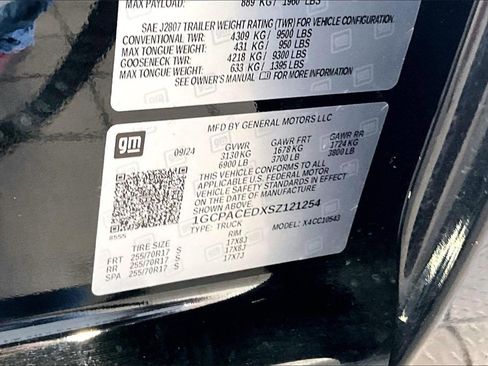 MAX PAYLOAD: 889 KG / 1960 LBS
SAE J2807 TRAILER WEIGHT RATING (TWR) FOR VEHICLE CONFIGURATION.
CONVENTIONAL TWR: 4309 KG / 9500 LBS
MAX TONGUE WEIGHT: 431 KG / 950 LBS
GOOSENECK TWR: 4218 KG / 9300 LBS
MAX TONGUE WEIGHT: 633 KG / 1395 LBS
SEE OWNER'S MANUAL FOR ADDITIONAL INFORMATION.
gm
MFD BY GENERAL MOTORS LLC
09/24 GVWR GAWR FRT GAWR RR
3130 KG 1678 KG 1724 KG
6900 LB 3700 LB 3800 LB
THIS VEHICLE CONFORMS TO ALL APPLICABLE U.S. FEDERAL MOTOR
VEHICLE SAFETY STANDARDS IN EFFECT ON THE DATE OF
MANUFACTURE SHOWN ABOVE.
1GCPACEDXSZ121254
TYPE: TRUCK MODEL: X4CC10543
8555
TIRE SIZE RIM
FRT 255/70R17 S 17X8J
RR 255/70R17 S 17X8J
SPA 255/70R17 S 17X7J